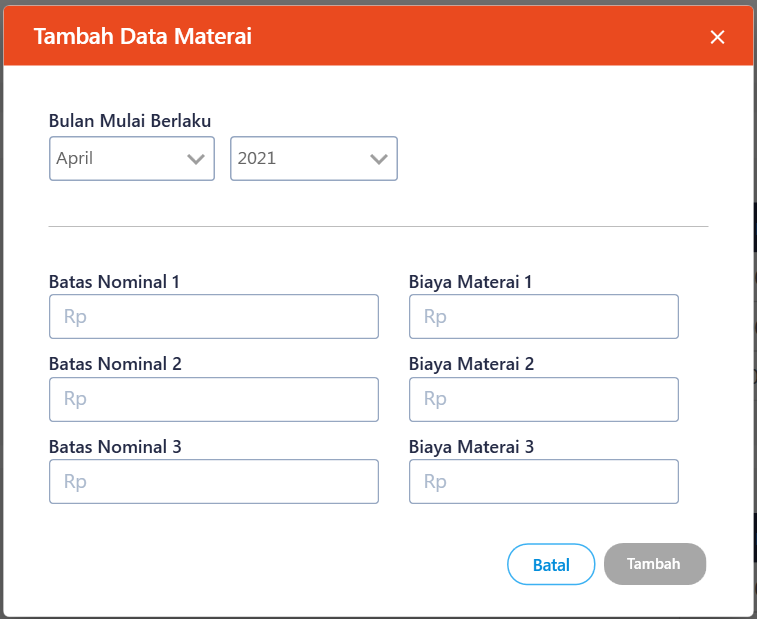 Tambah Data Materai
Bulan Mulai Berlaku
April 2021
Batas Nominal 1 Biaya Materai 1
Rp Rp
Batas Nominal 2 Biaya Materai 2
Rp Rp
Batas Nominal 3 Biaya Materai 3
Rp Rp
Batal Tambah